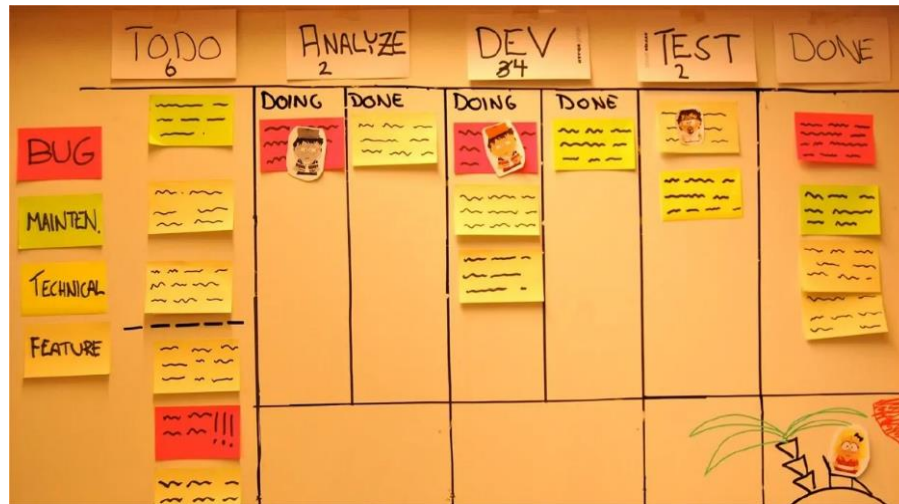 TODO
6
ANALYZE
2
DEV
34
TEST
2
DONE
DOING
DONE
DOING
DONE
BUG
MAINTEN.
TECHNICAL
FEATURE
!!!